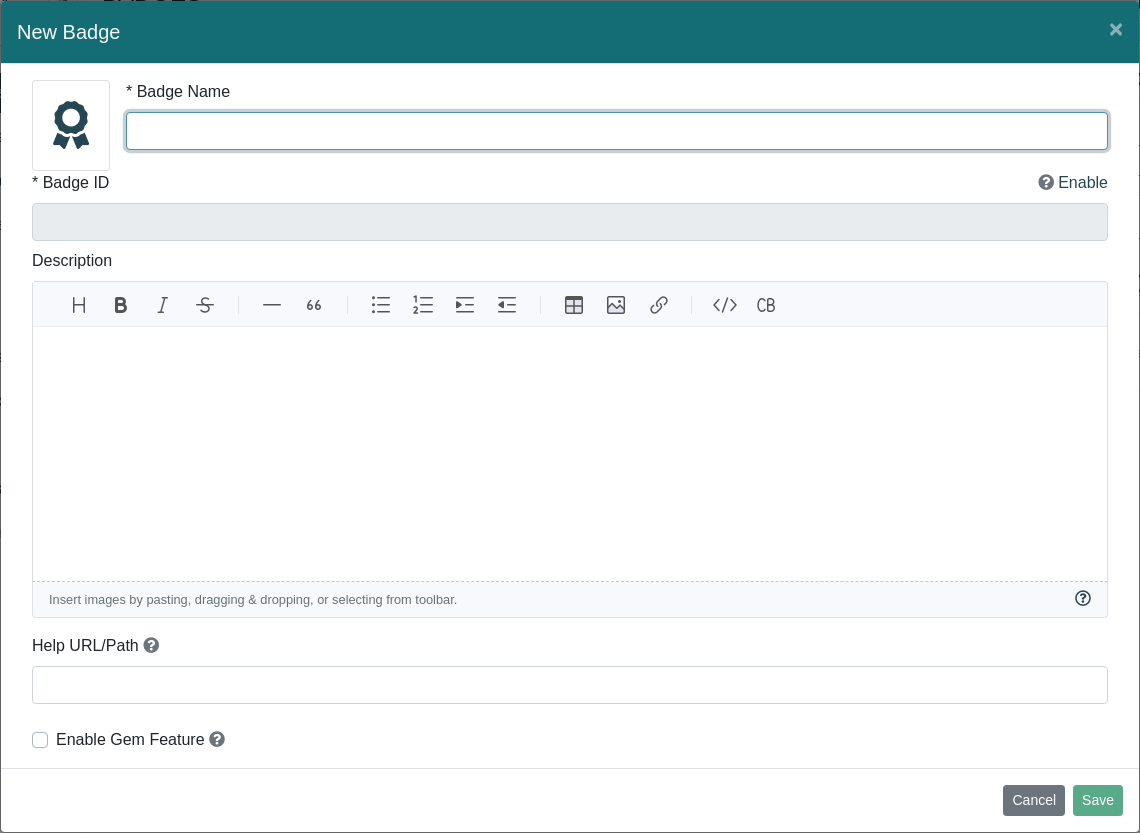 New Badge
×
* Badge Name
* Badge ID
Enable
Description
H B I S 66 CB
Insert images by pasting, dragging & dropping, or selecting from toolbar.
Help URL/Path
Enable Gem Feature
Cancel Save